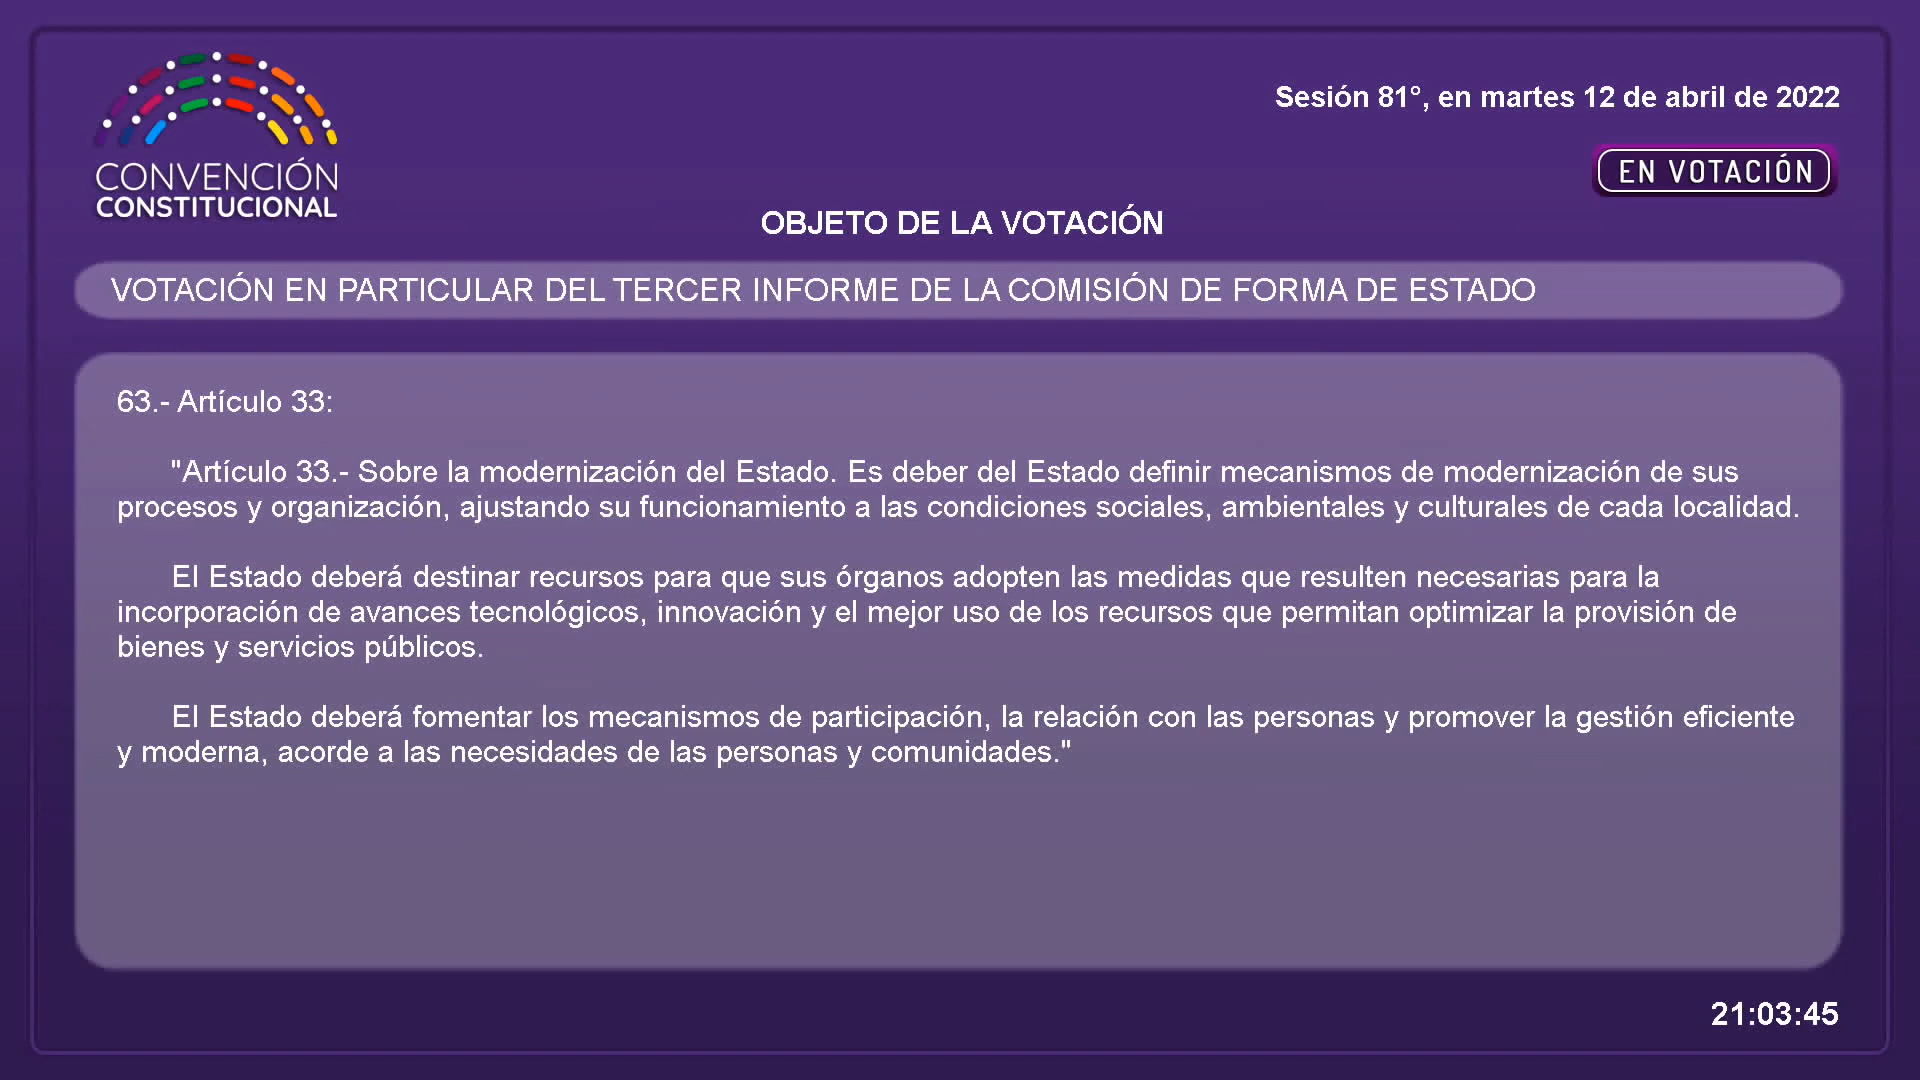 CONVENCIÓN
CONSTITUCIONAL
Sesión 81°, en martes 12 de abril de 2022
EN VOTACIÓN
OBJETO DE LA VOTACIÓN
VOTACIÓN EN PARTICULAR DEL TERCER INFORME DE LA COMISIÓN DE FORMA DE ESTADO
63.- Artículo 33:
"Artículo 33.- Sobre la modernización del Estado. Es deber del Estado definir mecanismos de modernización de sus
procesos y organización, ajustando su funcionamiento a las condiciones sociales, ambientales y culturales de cada localidad.
El Estado deberá destinar recursos para que sus órganos adopten las medidas que resulten necesarias para la
incorporación de avances tecnológicos, innovación y el mejor uso de los recursos que permitan optimizar la provisión de
bienes y servicios públicos.
El Estado deberá fomentar los mecanismos de participación, la relación con las personas y promover la gestión eficiente
y moderna, acorde a las necesidades de las personas y comunidades."
21:03:45